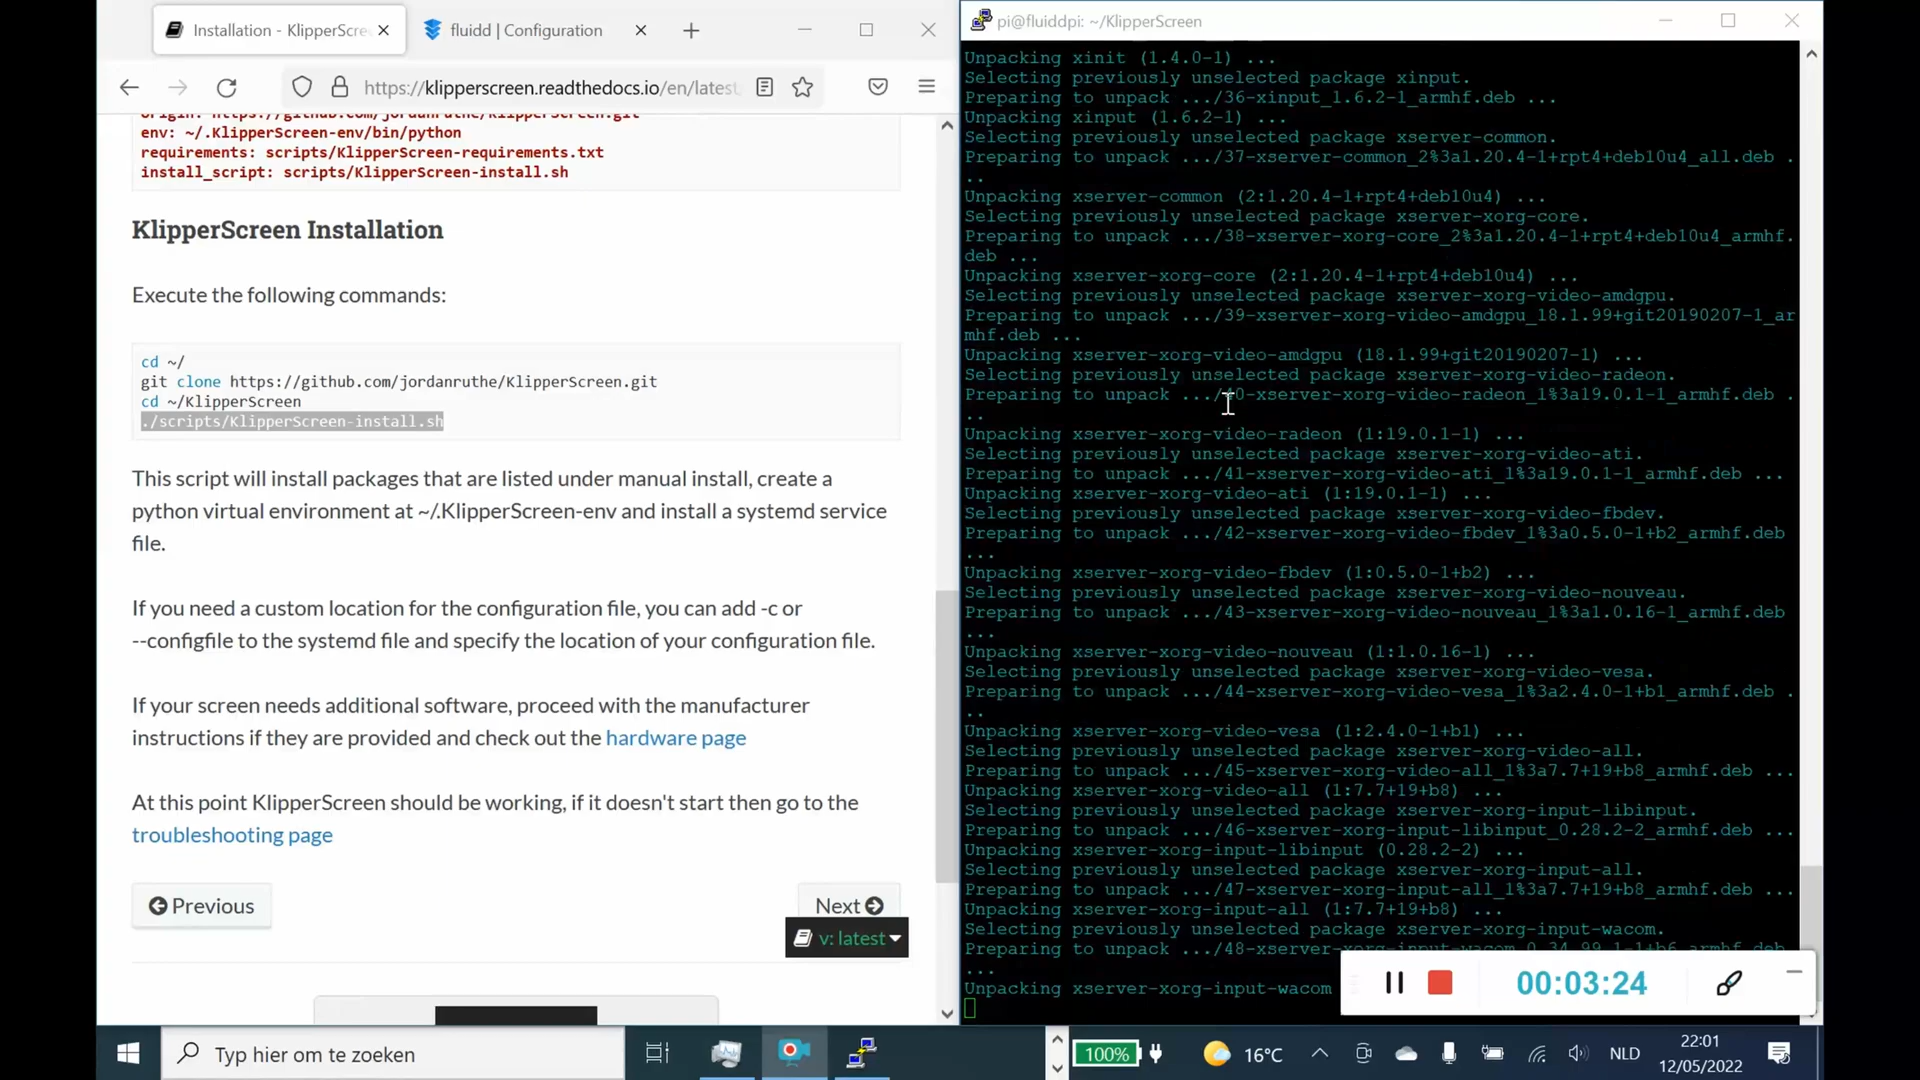 Installation - KlipperScre
fluidd | Configuration
https://klipperscreen.readthedocs.io/en/latest
origin: https://github.com/jordanruthe/KlipperScreen.git
env: ~/.KlipperScreen-env/bin/python
requirements: scripts/KlipperScreen-requirements.txt
install_script: scripts/KlipperScreen-install.sh
KlipperScreen Installation
Execute the following commands:
cd ~/
git clone https://github.com/jordanruthe/KlipperScreen.git
cd ~/KlipperScreen
./scripts/KlipperScreen-install.sh
This script will install packages that are listed under manual install, create a
python virtual environment at ~/.KlipperScreen-env and install a systemd service
file.
If you need a custom location for the configuration file, you can add -c or
--configfile to the systemd file and specify the location of your configuration file.
If your screen needs additional software, proceed with the manufacturer
instructions if they are provided and check out the hardware page
At this point KlipperScreen should be working, if it doesn't start then go to the
troubleshooting page
Previous
Next
v: latest
pi@fluiddpi: ~/KlipperScreen
Unpacking xinit (1.4.0-1) ...
Selecting previously unselected package xinput.
Preparing to unpack .../36-xinput_1.6.2-1_armhf.deb ...
Unpacking xinput (1.6.2-1) ...
Selecting previously unselected package xserver-common.
Preparing to unpack .../37-xserver-common_2%3a1.20.4-1+rpt4+deb10u4_all.deb .
..
Unpacking xserver-common (2:1.20.4-1+rpt4+deb10u4) ...
Selecting previously unselected package xserver-xorg-core.
Preparing to unpack .../38-xserver-xorg-core_2%3a1.20.4-1+rpt4+deb10u4_armhf.
deb ...
Unpacking xserver-xorg-core (2:1.20.4-1+rpt4+deb10u4) ...
Selecting previously unselected package xserver-xorg-video-amdgpu.
Preparing to unpack .../39-xserver-xorg-video-amdgpu_18.1.99+git20190207-1_ar
mhf.deb ...
Unpacking xserver-xorg-video-amdgpu (18.1.99+git20190207-1) ...
Selecting previously unselected package xserver-xorg-video-radeon.
Preparing to unpack .../40-xserver-xorg-video-radeon_1%3a19.0.1-1_armhf.deb .
..
Unpacking xserver-xorg-video-radeon (1:19.0.1-1) ...
Selecting previously unselected package xserver-xorg-video-ati.
Preparing to unpack .../41-xserver-xorg-video-ati_1%3a19.0.1-1_armhf.deb ...
Unpacking xserver-xorg-video-ati (1:19.0.1-1) ...
Selecting previously unselected package xserver-xorg-video-fbdev.
Preparing to unpack .../42-xserver-xorg-video-fbdev_1%3a0.5.0-1+b2_armhf.deb
...
Unpacking xserver-xorg-video-fbdev (1:0.5.0-1+b2) ...
Selecting previously unselected package xserver-xorg-video-nouveau.
Preparing to unpack .../43-xserver-xorg-video-nouveau_1%3a1.0.16-1_armhf.deb
...
Unpacking xserver-xorg-video-nouveau (1:1.0.16-1) ...
Selecting previously unselected package xserver-xorg-video-vesa.
Preparing to unpack .../44-xserver-xorg-video-vesa_1%3a2.4.0-1+b1_armhf.deb .
..
Unpacking xserver-xorg-video-vesa (1:2.4.0-1+b1) ...
Selecting previously unselected package xserver-xorg-video-all.
Preparing to unpack .../45-xserver-xorg-video-all_1%3a7.7+19+b8_armhf.deb ...
Unpacking xserver-xorg-video-all (1:7.7+19+b8) ...
Selecting previously unselected package xserver-xorg-input-libinput.
Preparing to unpack .../46-xserver-xorg-input-libinput_0.28.2-2_armhf.deb ...
Unpacking xserver-xorg-input-libinput (0.28.2-2) ...
Selecting previously unselected package xserver-xorg-input-all.
Preparing to unpack .../47-xserver-xorg-input-all_1%3a7.7+19+b8_armhf.deb ...
Unpacking xserver-xorg-input-all (1:7.7+19+b8) ...
Selecting previously unselected package xserver-xorg-input-wacom.
Preparing to unpack .../48-xserver-xorg-input-wacom_0.34.99.1-1+b6_armhf.deb
...
Unpacking xserver-xorg-input-wacom
00:03:24
Typ hier om te zoeken
100%
16°C
NLD
22:01
12/05/2022